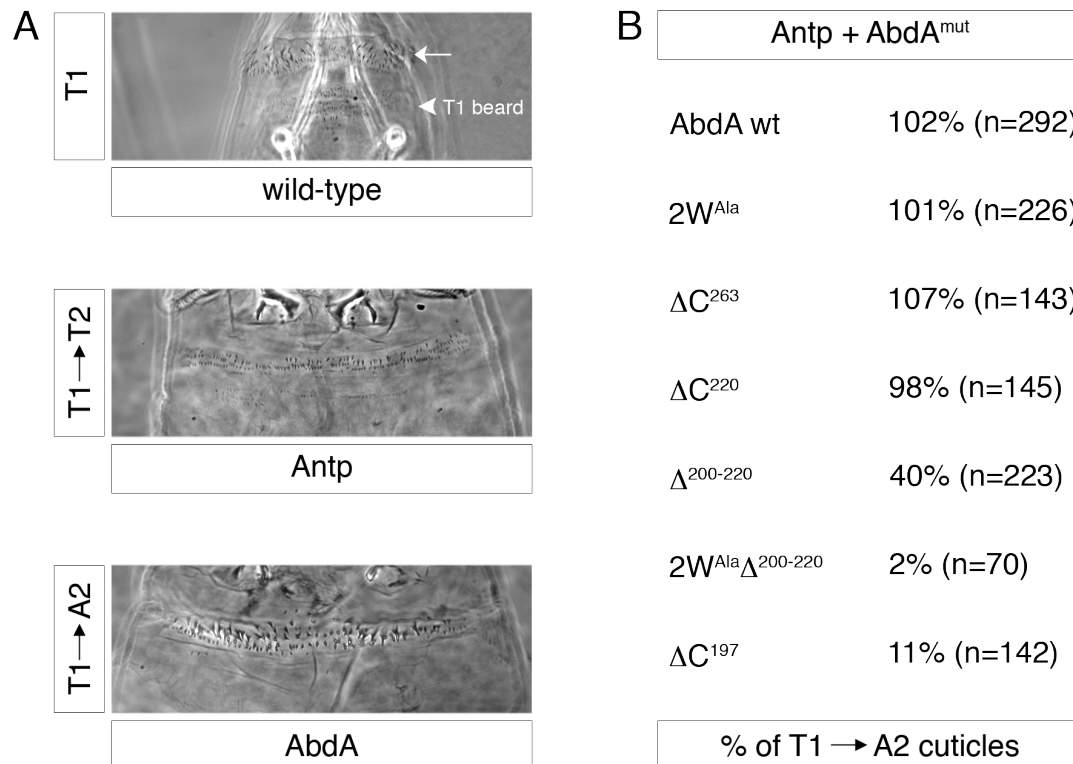 A
T1
T1 beard
wild-type
T1 → T2
Antp
T1 → A2
AbdA
B
Antp + AbdA^mut
AbdA wt 102% (n=292)
2W^Ala 101% (n=226)
ΔC^263 107% (n=143)
ΔC^220 98% (n=145)
Δ^200-220 40% (n=223)
2W^AlaΔ^200-220 2% (n=70)
ΔC^197 11% (n=142)
% of T1 → A2 cuticles